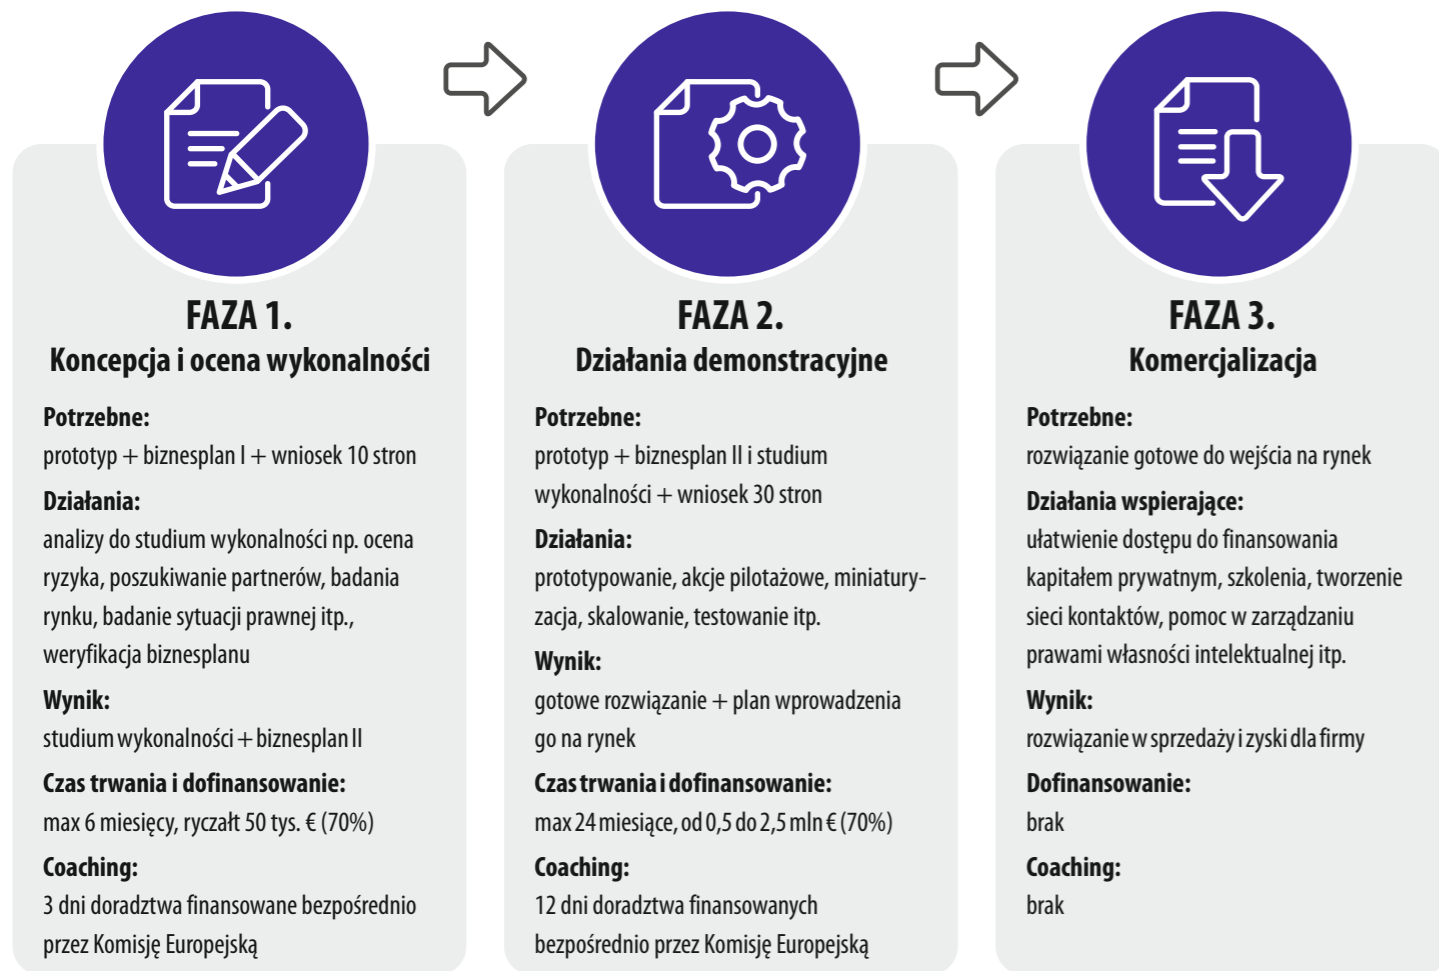 FAZA 1.
Koncepcja i ocena wykonalności
Potrzebne:
prototyp + biznesplan I + wniosek 10 stron
Działania:
analizy do studium wykonalności np. ocena
ryzyka, poszukiwanie partnerów, badania
rynku, badanie sytuacji prawnej itp.,
weryfikacja biznesplanu
Wynik:
studium wykonalności + biznesplan II
Czas trwania i dofinansowanie:
max 6 miesięcy, ryczałt 50 tys. € (70%)
Coaching:
3 dni doradztwa finansowane bezpośrednio
przez Komisję Europejską
FAZA 2.
Działania demonstracyjne
Potrzebne:
prototyp + biznesplan II i studium
wykonalności + wniosek 30 stron
Działania:
prototypowanie, akcje pilotażowe, miniatury-
zacja, skalowanie, testowanie itp.
Wynik:
gotowe rozwiązanie + plan wprowadzenia
go na rynek
Czas trwania i dofinansowanie:
max 24 miesiące, od 0,5 do 2,5 mln € (70%)
Coaching:
12 dni doradztwa finansowanych
bezpośrednio przez Komisję Europejską
FAZA 3.
Komercjalizacja
Potrzebne:
rozwiązanie gotowe do wejścia na rynek
Działania wspierające:
ułatwienie dostępu do finansowania
kapitałem prywatnym, szkolenia, tworzenie
sieci kontaktów, pomoc w zarządzaniu
prawami własności intelektualnej itp.
Wynik:
rozwiązanie w sprzedaży i zyski dla firmy
Dofinansowanie:
brak
Coaching:
brak